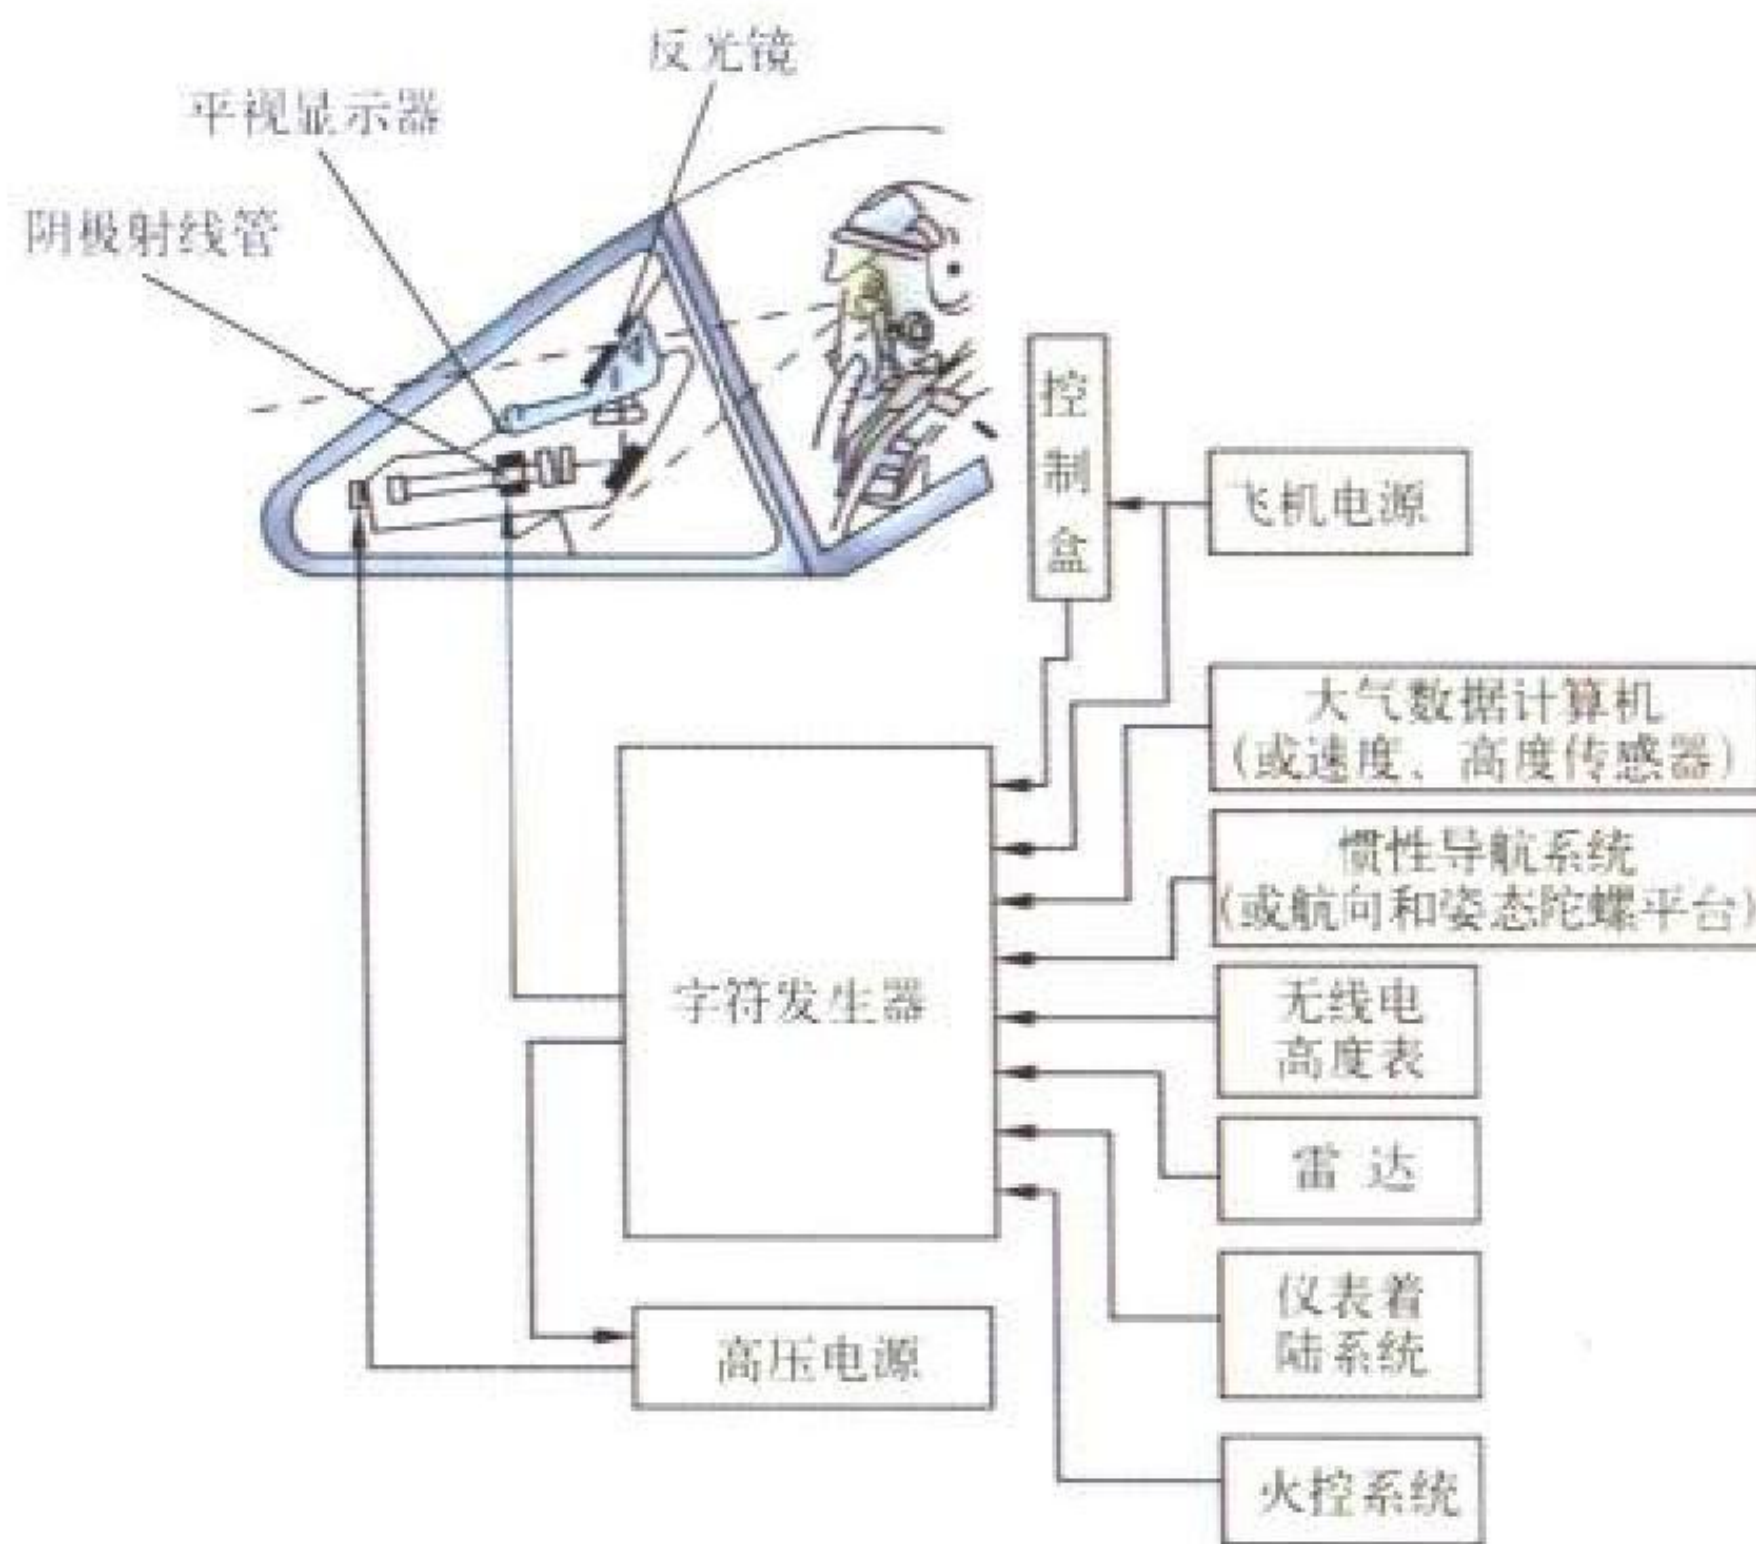 反光镜
平视显示器
阴极射线管
控制盒
飞机电源
大气数据计算机
(或速度、高度传感器)
惯性导航系统
(或航向和姿态陀螺平台)
字符发生器
无线电
高度表
雷达
仪表着
陆系统
高压电源
火控系统